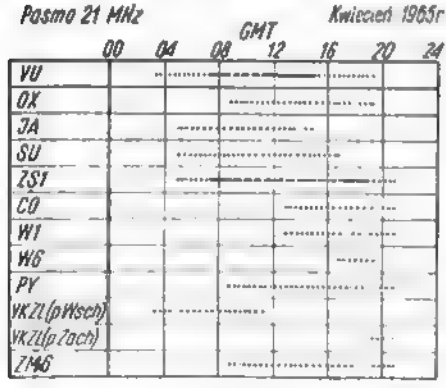 Pasmo 21 MHz Kwiecień 1965r
GMT
00 04 08 12 16 20 24
VU
OX
JA
SU
ZS1
CO
W1
W6
PY
VKZL(pWsch)
VKZL(pZach)
ZM6